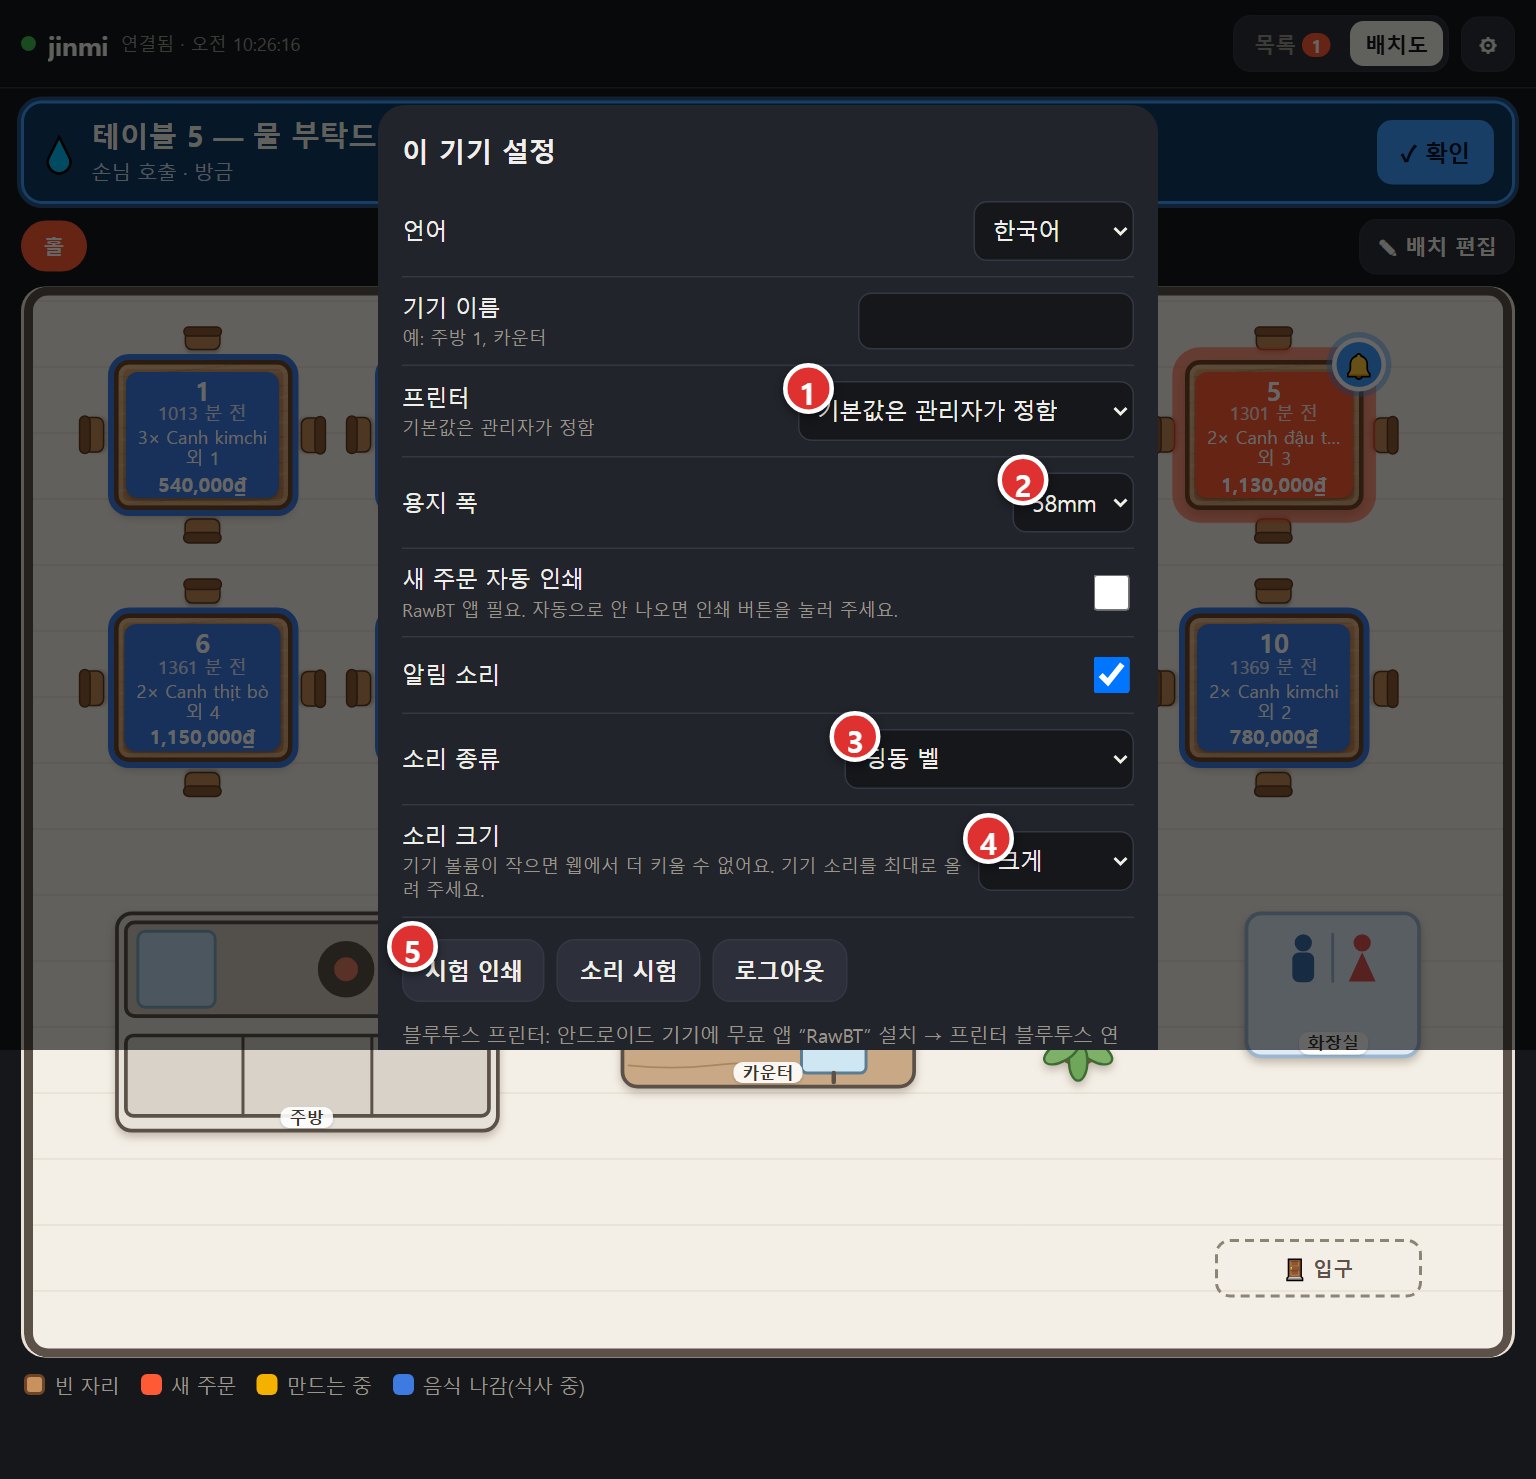 jinmi 연결됨 · 오전 10:26:16
목록 1 배치도
테이블 5 — 물 부탁드
손님 호출 · 방금
✓ 확인
홀
배치 편집
이 기기 설정
언어
한국어
기기 이름
예: 주방 1, 카운터
프린터
기본값은 관리자가 정함
1
기본값은 관리자가 정함
용지 폭
2
58mm
새 주문 자동 인쇄
RawBT 앱 필요. 자동으로 안 나오면 인쇄 버튼을 눌러 주세요.
알림 소리
소리 종류
3
딩동 벨
소리 크기
기기 볼륨이 작으면 웹에서 더 키울 수 없어요. 기기 소리를 최대로 올
려 주세요.
4
크게
5
시험 인쇄
소리 시험
로그아웃
블루투스 프린터: 안드로이드 기기에 무료 앱 “RawBT” 설치 → 프린터 블루투스 연
1
1013 분 전
3× Canh kimchi
외 1
540,000₫
5
1301 분 전
2× Canh đậu t...
외 3
1,130,000₫
6
1361 분 전
2× Canh thịt bò
외 4
1,150,000₫
10
1369 분 전
2× Canh kimchi
외 2
780,000₫
화장실
카운터
주방
입구
빈 자리
새 주문
만드는 중
음식 나감(식사 중)